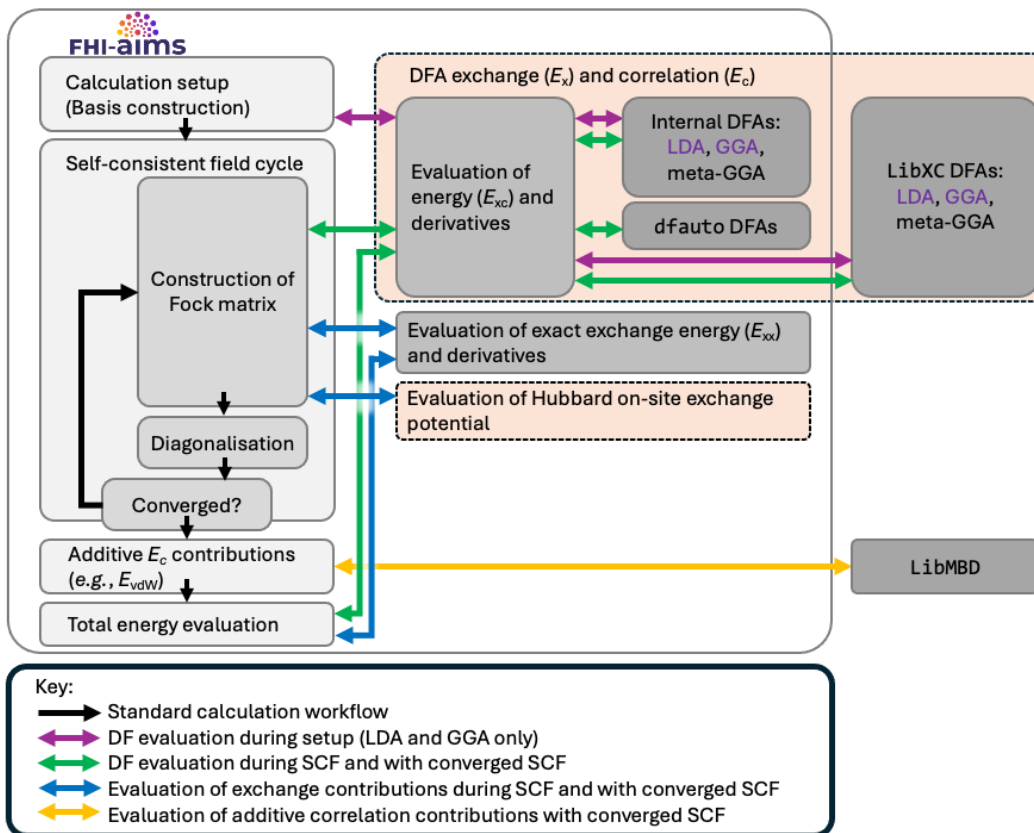 FHI-aims
Calculation setup
(Basis construction)
Self-consistent field cycle
Construction of
Fock matrix
Diagonalisation
Converged?
Additive Ec contributions
(e.g., EvdW)
Total energy evaluation
DFA exchange (Ex) and correlation (Ec)
Evaluation of
energy (Exc) and
derivatives
Internal DFAs:
LDA, GGA,
meta-GGA
dfauto DFAs
LibXC DFAs:
LDA, GGA,
meta-GGA
Evaluation of exact exchange energy (Exx)
and derivatives
Evaluation of Hubbard on-site exchange
potential
LibMBD
Key:
Standard calculation workflow
DF evaluation during setup (LDA and GGA only)
DF evaluation during SCF and with converged SCF
Evaluation of exchange contributions during SCF and with converged SCF
Evaluation of additive correlation contributions with converged SCF